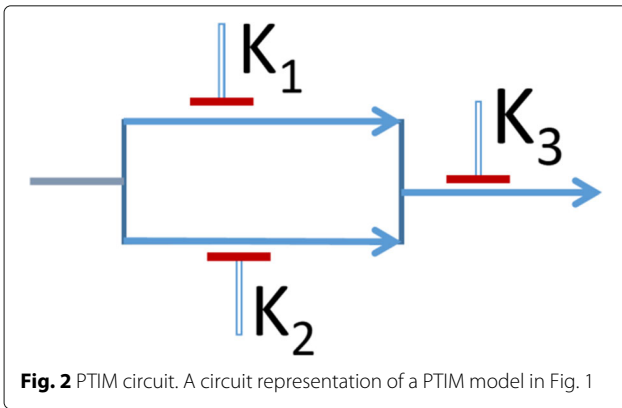 K1
K3
K2
Fig. 2 PTIM circuit. A circuit representation of a PTIM model in Fig. 1